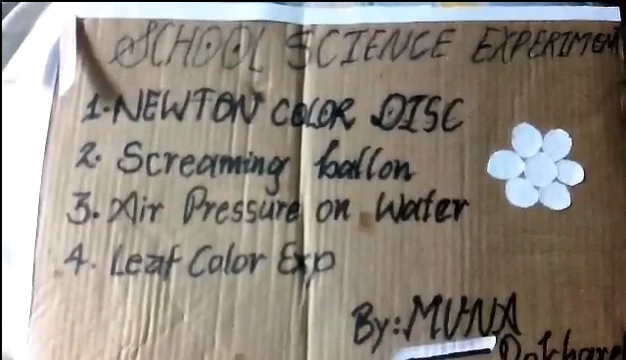 SCHOOL SCIENCE EXPERIMEN
1. NEWTON COLOR DISC
2. Screaming ballon
3. Air Pressure on Water
4. Leaf Color Exp
By: MUNA